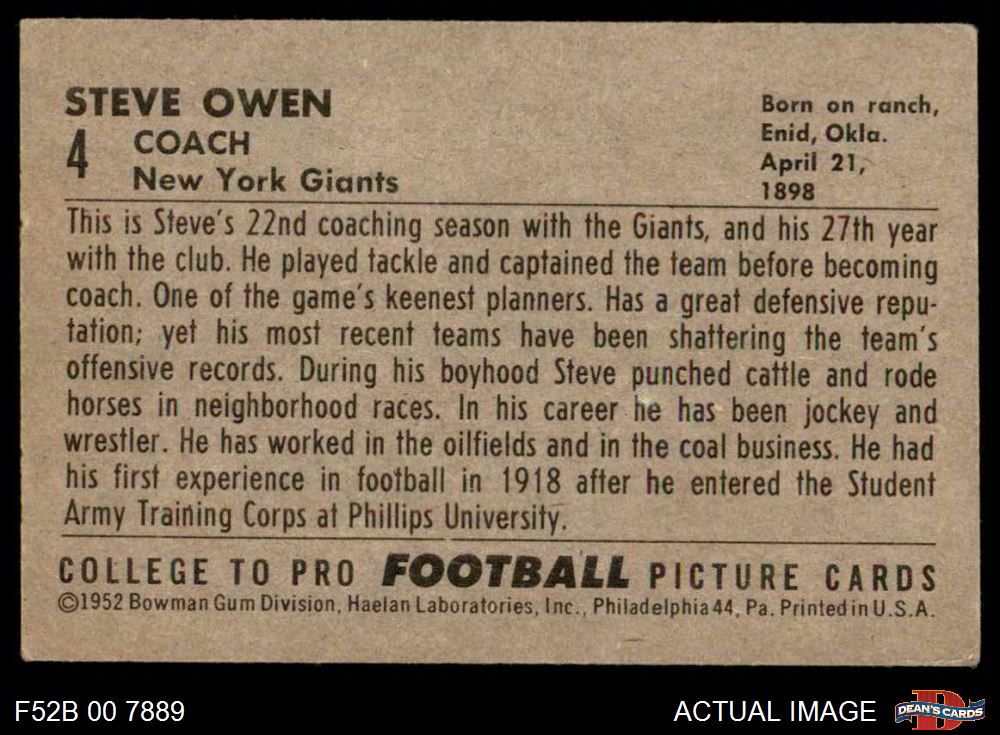 STEVE OWEN
4 COACH
New York Giants
Born on ranch,
Enid, Okla.
April 21,
1898
This is Steve's 22nd coaching season with the Giants, and his 27th year
with the club. He played tackle and captained the team before becoming
coach. One of the game's keenest planners. Has a great defensive repu-
tation; yet his most recent teams have been shattering the team's
offensive records. During his boyhood Steve punched cattle and rode
horses in neighborhood races. In his career he has been jockey and
wrestler. He has worked in the oilfields and in the coal business. He had
his first experience in football in 1918 after he entered the Student
Army Training Corps at Phillips University.
COLLEGE TO PRO FOOTBALL PICTURE CARDS
©1952 Bowman Gum Division, Haelan Laboratories, Inc., Philadelphia 44, Pa. Printed in U.S.A.
F52B 00 7889
ACTUAL IMAGE
D
DEAN'S CARDS